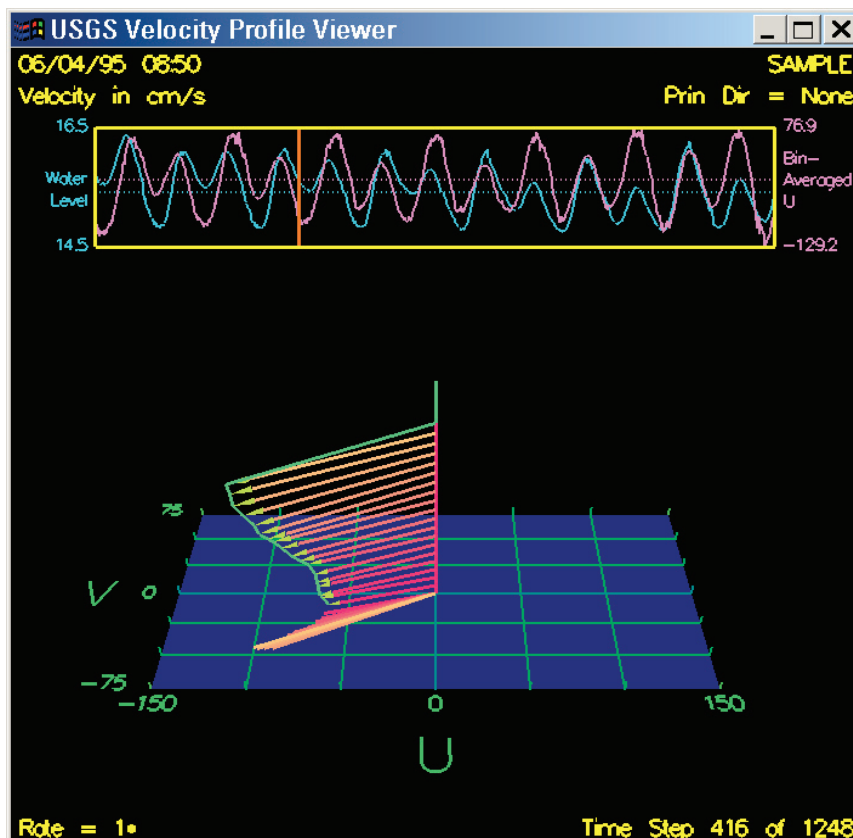 USGS Velocity Profile Viewer
06/04/95 08:50 SAMPLE
Velocity in cm/s Prin Dir = None
16.5 76.9
Water Bin-
Level Averaged
U
14.5 -129.2
75
V 0
-75
-150 0 150
U
Rate = 1* Time Step 416 of 1248